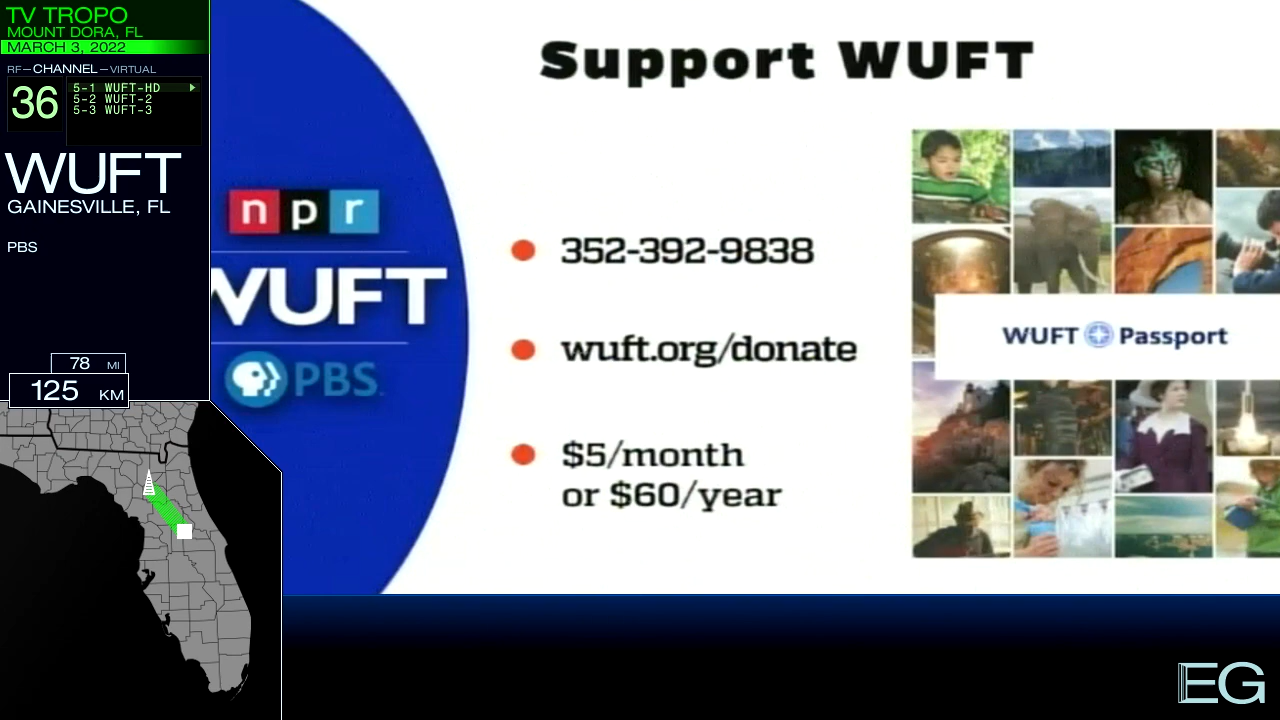 TV TROPO
MOUNT DORA, FL
MARCH 3, 2022
RF—CHANNEL—VIRTUAL
36
5-1 WUFT-HD
5-2 WUFT-2
5-3 WUFT-3
WUFT
GAINESVILLE, FL
PBS
78 MI
125 KM
npr
WUFT
PBS.
Support WUFT
352-392-9838
wuft.org/donate
$5/month
or $60/year
WUFT Passport
EG